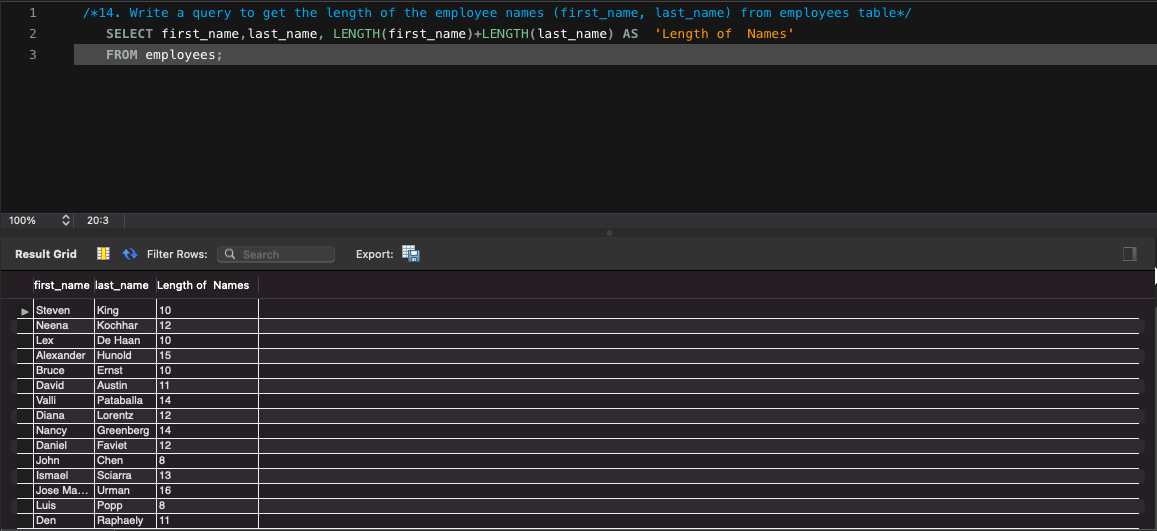 1 /*14. Write a query to get the length of the employee names (first_name, last_name) from employees table*/
2 SELECT first_name,last_name, LENGTH(first_name)+LENGTH(last_name) AS  'Length of  Names'
3 FROM employees;
100% 20:3
Result Grid Filter Rows: Search Export:
first_name last_name Length of  Names
Steven King 10
Neena Kochhar 12
Lex De Haan 10
Alexander Hunold 15
Bruce Ernst 10
David Austin 11
Valli Pataballa 14
Diana Lorentz 12
Nancy Greenberg 14
Daniel Faviet 12
John Chen 8
Ismael Sciarra 13
Jose Ma... Urman 16
Luis Popp 8
Den Raphaely 11